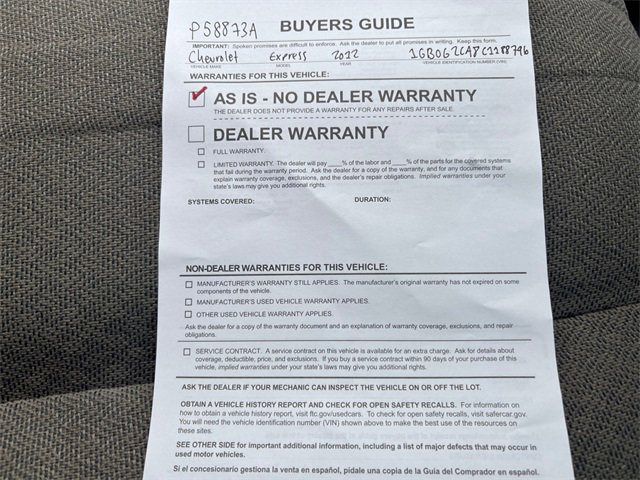 P58873A BUYERS GUIDE
IMPORTANT: Spoken promises are difficult to enforce. Ask the dealer to put all promises in writing. Keep this form.
Chevrolet Express 2012
VEHICLE MAKE MODEL YEAR VEHICLE IDENTIFICATION NUMBER (VIN)
WARRANTIES FOR THIS VEHICLE:
AS IS - NO DEALER WARRANTY
THE DEALER DOES NOT PROVIDE A WARRANTY FOR ANY REPAIRS AFTER SALE.
DEALER WARRANTY
FULL WARRANTY.
LIMITED WARRANTY. The dealer will pay ____% of the labor and ____% of the parts for the covered systems
that fail during the warranty period. Ask the dealer for a copy of the warranty, and for any documents that
explain warranty coverage, exclusions, and the dealer's repair obligations. Implied warranties under your
state's laws may give you additional rights.
SYSTEMS COVERED: DURATION:
NON-DEALER WARRANTIES FOR THIS VEHICLE:
MANUFACTURER'S WARRANTY STILL APPLIES. The manufacturer's original warranty has not expired on some
components of the vehicle.
MANUFACTURER'S USED VEHICLE WARRANTY APPLIES.
OTHER USED VEHICLE WARRANTY APPLIES.
Ask the dealer for a copy of the warranty document and an explanation of warranty coverage, exclusions, and repair
obligations.
SERVICE CONTRACT. A service contract on this vehicle is available for an extra charge. Ask for details about
coverage, deductible, price, and exclusions. If you buy a service contract within 90 days of your purchase of this
vehicle, implied warranties under your state's laws may give you additional rights.
ASK THE DEALER IF YOUR MECHANIC CAN INSPECT THE VEHICLE ON OR OFF THE LOT.
OBTAIN A VEHICLE HISTORY REPORT AND CHECK FOR OPEN SAFETY RECALLS. For information on
how to obtain a vehicle history report, visit ftc.gov/usedcars. To check for open safety recalls, visit safercar.gov.
You will need the vehicle identification number (VIN) shown above to make the best use of the resources on
these sites.
SEE OTHER SIDE for important additional information, including a list of major defects that may occur in
used motor vehicles.
Si el concesionario gestiona la venta en español, pídale una copia de la Guía del Comprador en español.